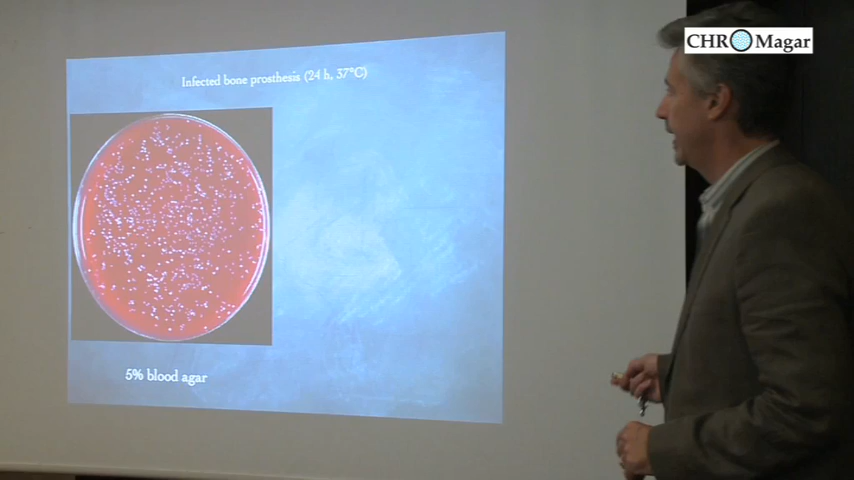 CHROMagar
Infected bone prosthesis (24 h, 37°C)
5% blood agar